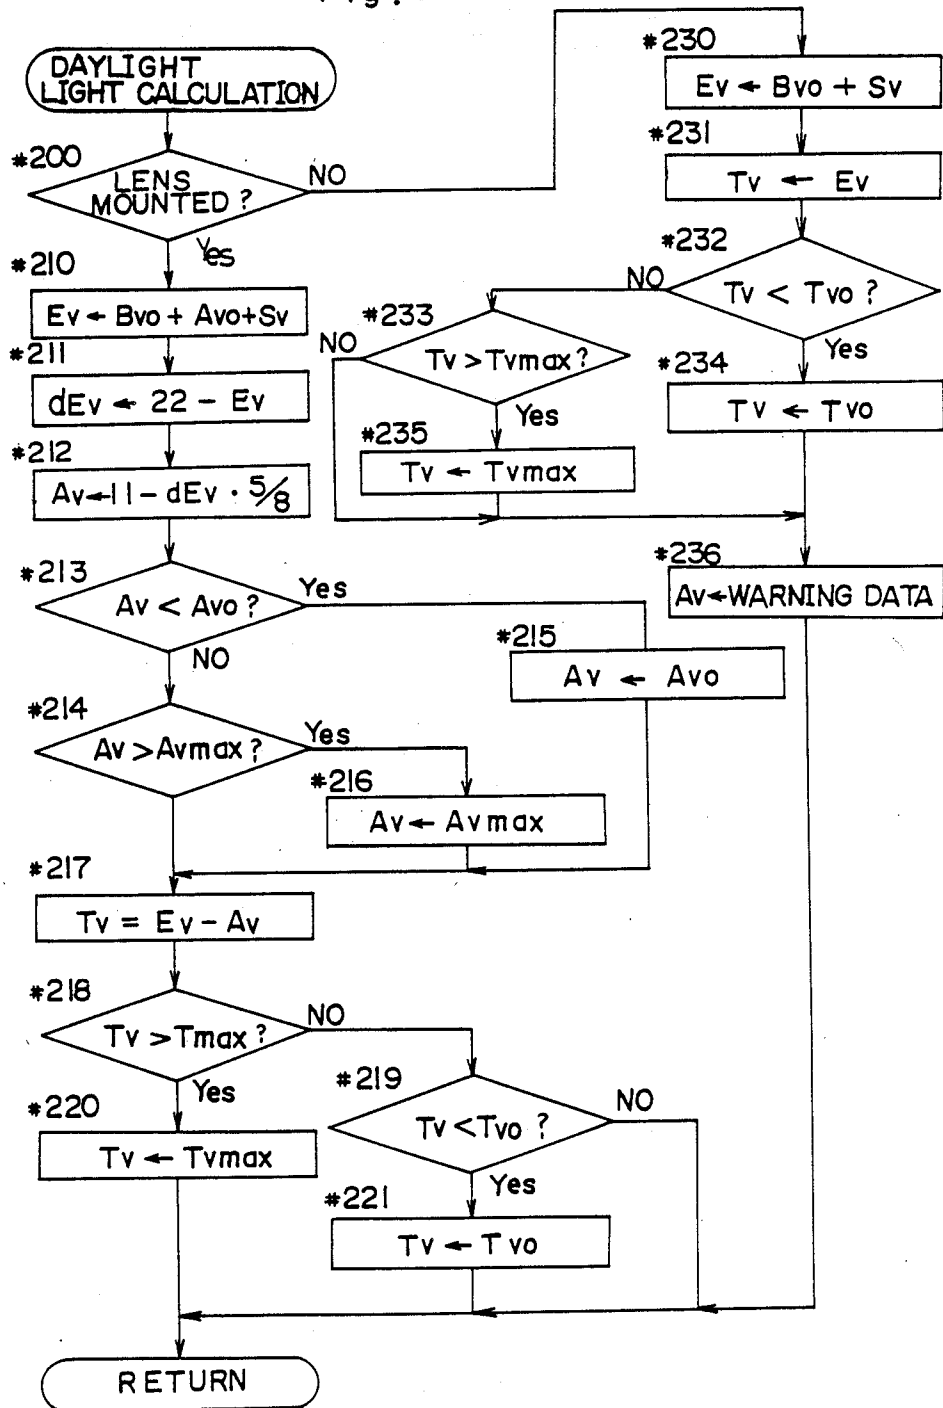 DAYLIGHT
LIGHT CALCULATION
#200
LENS
MOUNTED ?
NO
Yes
#210
Ev ← Bvo + Avo+Sv
#211
dEv ← 22 - Ev
#212
Av←11-dEv · 5/8
#213
Av < Avo ?
Yes
NO
#214
Av > Avmax ?
Yes
#215
Av ← Avo
#216
Av ← Avmax
#217
Tv = Ev - Av
#218
Tv > Tmax ?
NO
Yes
#219
Tv < Tvo ?
NO
Yes
#220
Tv ← Tvmax
#221
Tv ← Tvo
RETURN
#230
Ev ← Bvo + Sv
#231
Tv ← Ev
#232
Tv < Tvo ?
NO
Yes
#233
Tv > Tvmax ?
NO
Yes
#234
Tv ← Tvo
#235
Tv ← Tvmax
#236
Av←WARNING DATA